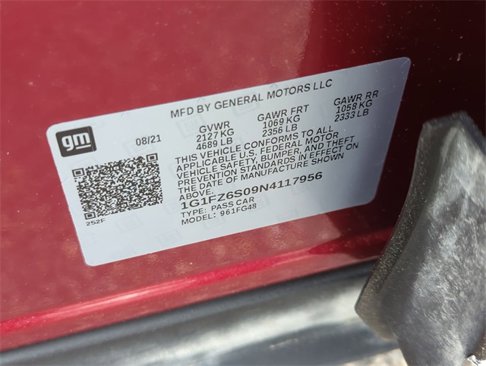 MFD BY GENERAL MOTORS LLC
gm
08/21
GVWR GAWR FRT GAWR RR
2127 KG 1069 KG 1058 KG
4689 LB 2356 LB 2333 LB
THIS VEHICLE CONFORMS TO ALL
APPLICABLE U.S. FEDERAL MOTOR
VEHICLE SAFETY, BUMPER, AND THEFT
PREVENTION STANDARDS IN EFFECT ON
THE DATE OF MANUFACTURE SHOWN
ABOVE.
1G1FZ6S09N4117956
TYPE: PASS CAR
MODEL: 961FG48
2S2F